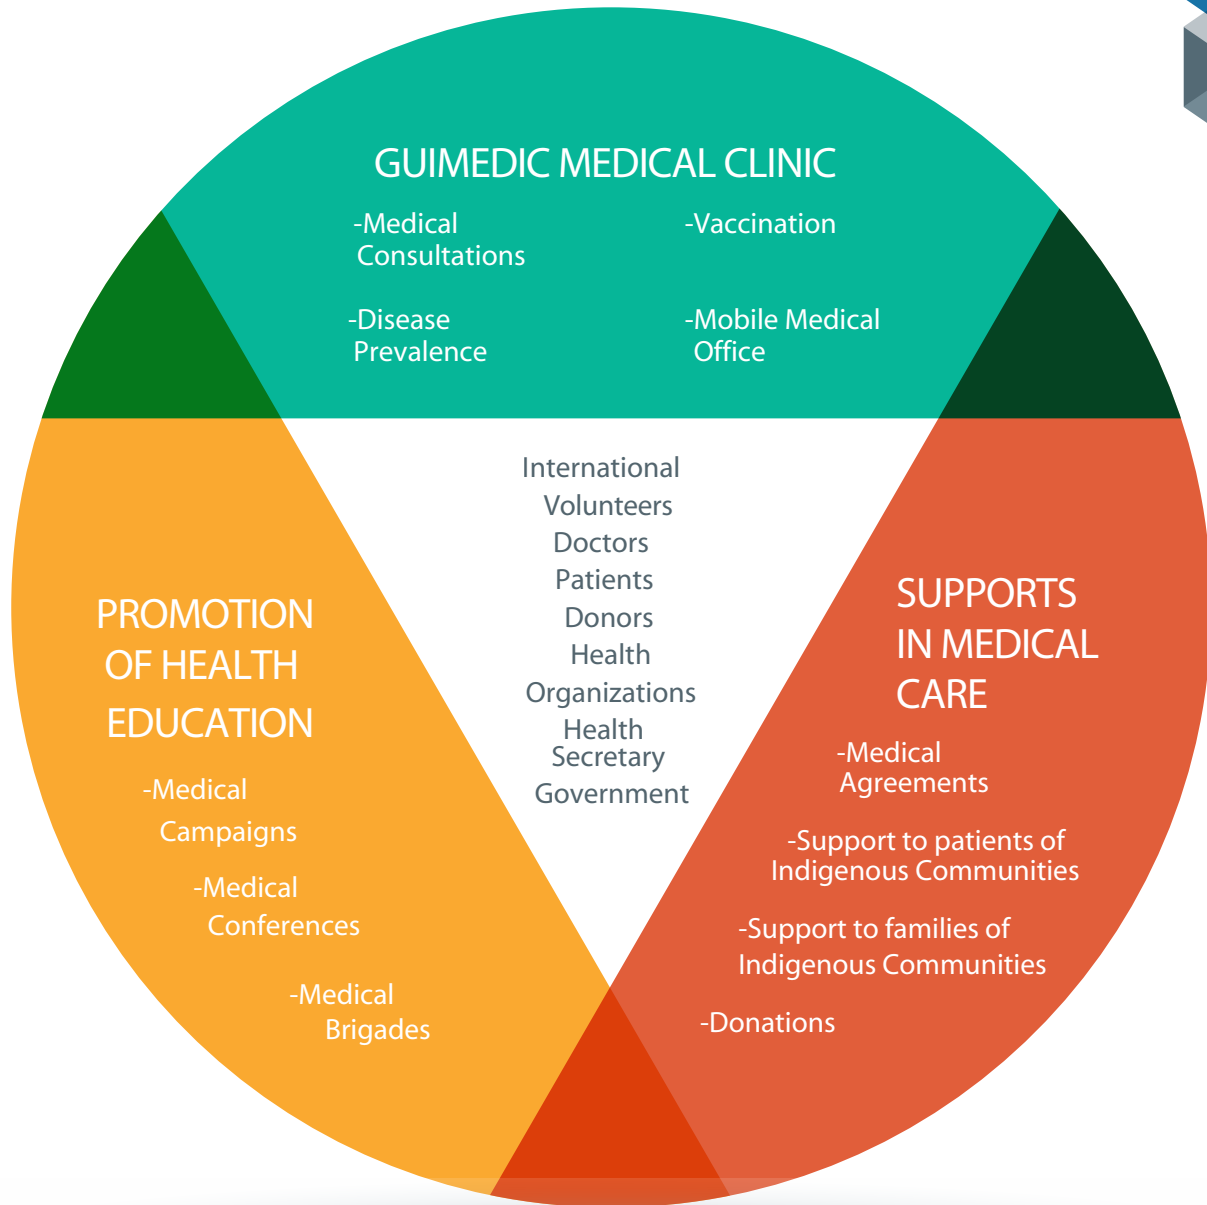 GUIMEDIC MEDICAL CLINIC
-Medical
Consultations
-Vaccination
-Disease
Prevalence
-Mobile Medical
Office
International
Volunteers
Doctors
Patients
Donors
Health
Organizations
Health
Secretary
Government
PROMOTION
OF HEALTH
EDUCATION
-Medical
Campaigns
-Medical
Conferences
-Medical
Brigades
SUPPORTS
IN MEDICAL
CARE
-Medical
Agreements
-Support to patients of
Indigenous Communities
-Support to families of
Indigenous Communities
-Donations